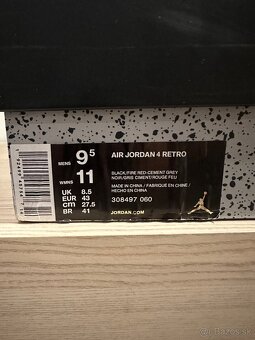 AIR JORDAN 4 RETRO
MENS 9.5
WMNS 11
UK 8.5
EUR 43
cm 27.5
BR 41
BLACK/FIRE RED-CEMENT GREY
NOIR/GRIS CIMENT/ROUGE FEU
MADE IN CHINA / FABRIQUÉ EN CHINE /
HECHO EN CHINA
308497 060
JORDAN.COM